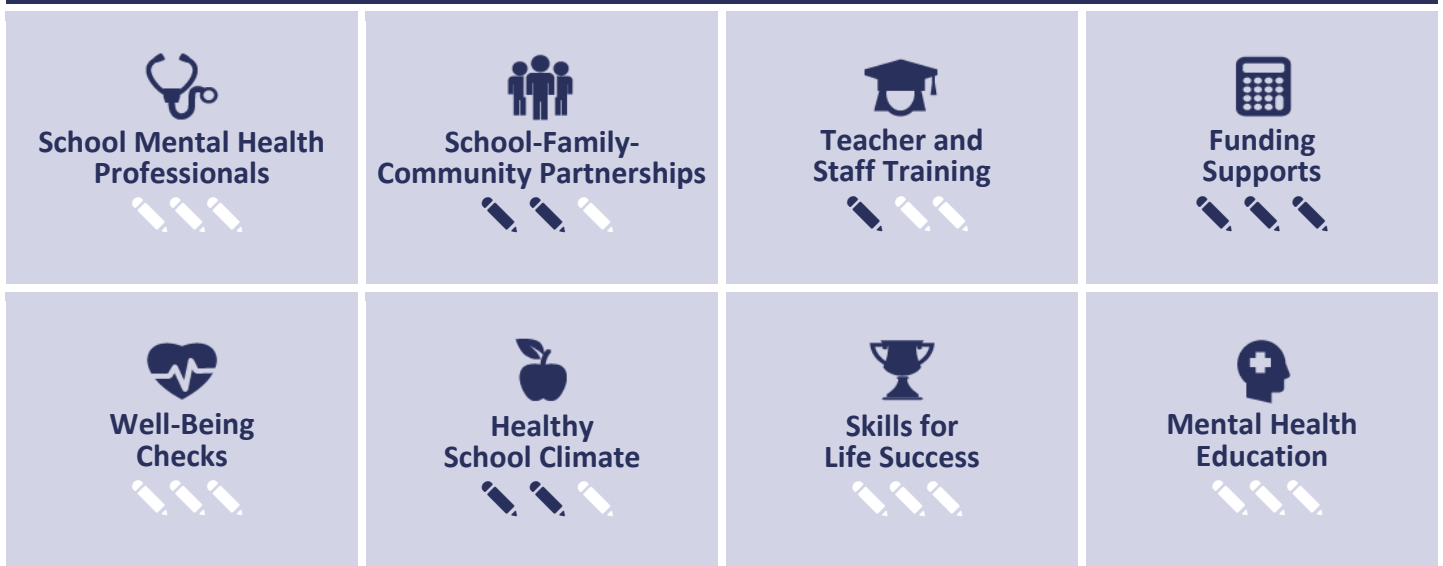 School Mental Health
Professionals
School-Family-
Community Partnerships
Teacher and
Staff Training
Funding
Supports
Well-Being
Checks
Healthy
School Climate
Skills for
Life Success
Mental Health
Education